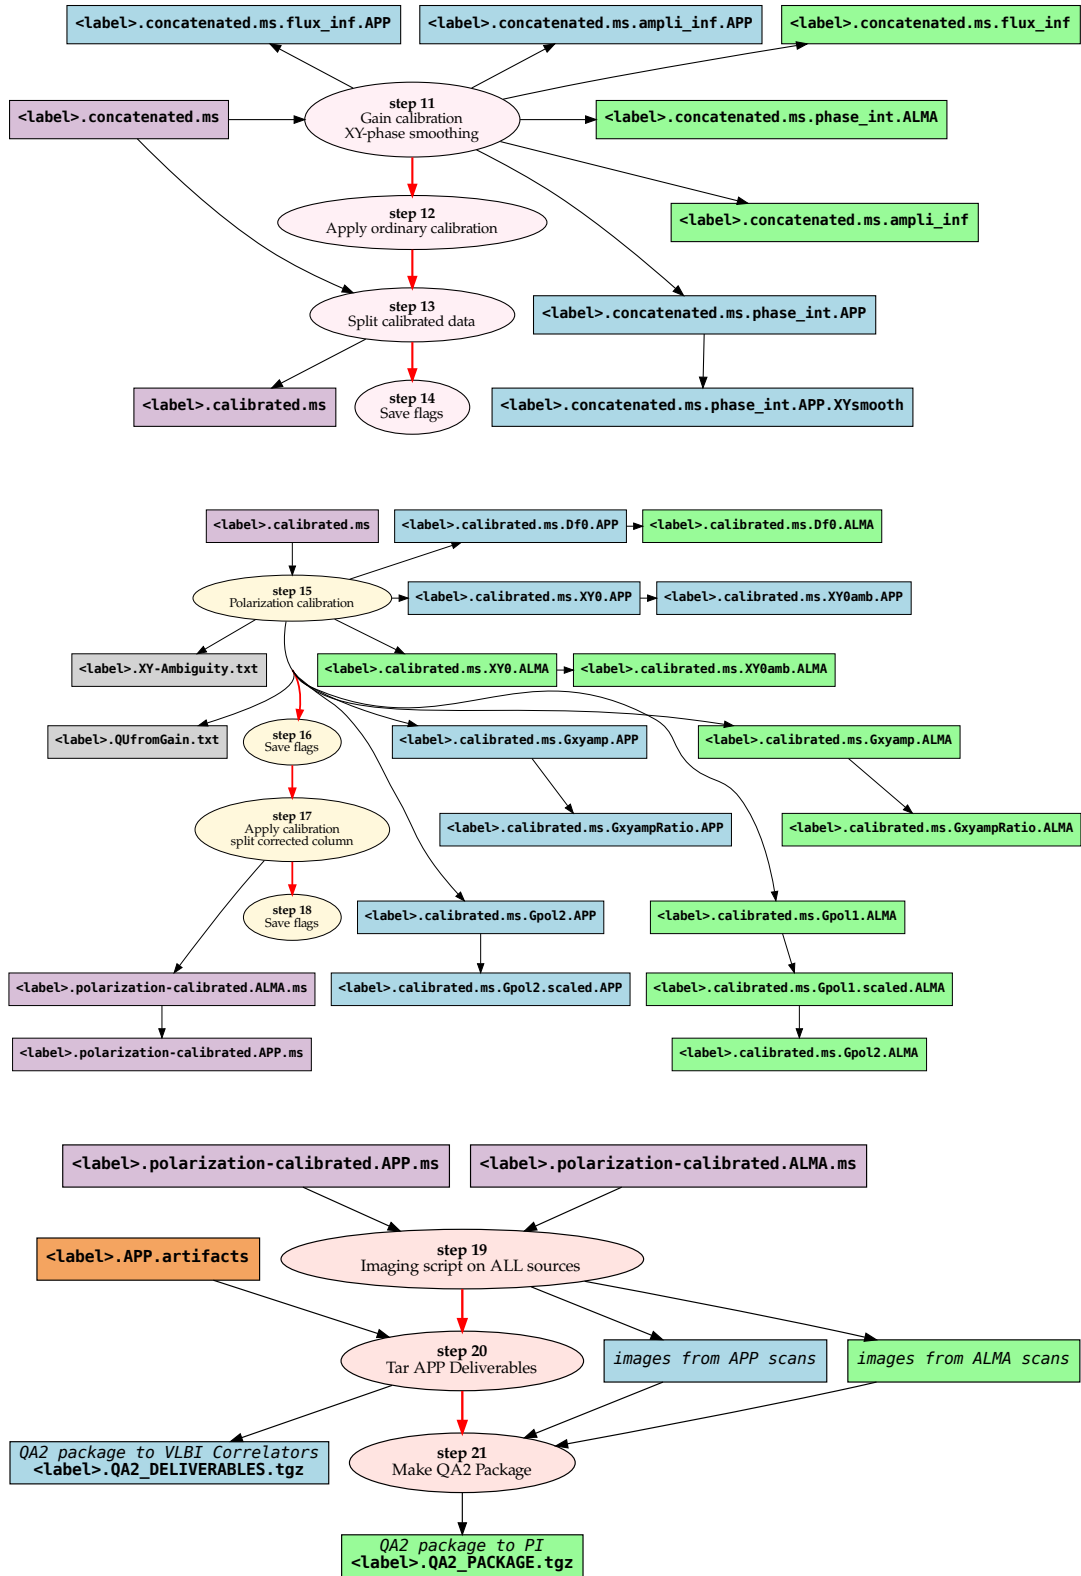 <label>.concatenated.ms.flux_inf.APP
<label>.concatenated.ms.ampli_inf.APP
<label>.concatenated.ms.flux_inf
<label>.concatenated.ms
step 11
Gain calibration
XY-phase smoothing
<label>.concatenated.ms.phase_int.ALMA
step 12
Apply ordinary calibration
<label>.concatenated.ms.ampli_inf
step 13
Split calibrated data
<label>.concatenated.ms.phase_int.APP
<label>.calibrated.ms
step 14
Save flags
<label>.concatenated.ms.phase_int.APP.XYsmooth
<label>.calibrated.ms
<label>.calibrated.ms.Df0.APP
<label>.calibrated.ms.Df0.ALMA
step 15
Polarization calibration
<label>.calibrated.ms.XY0.APP
<label>.calibrated.ms.XY0amb.APP
<label>.XY-Ambiguity.txt
<label>.calibrated.ms.XY0.ALMA
<label>.calibrated.ms.XY0amb.ALMA
<label>.QUfromGain.txt
step 16
Save flags
<label>.calibrated.ms.Gxyamp.APP
<label>.calibrated.ms.Gxyamp.ALMA
step 17
Apply calibration
split corrected column
<label>.calibrated.ms.GxyampRatio.APP
<label>.calibrated.ms.GxyampRatio.ALMA
step 18
Save flags
<label>.calibrated.ms.Gpol2.APP
<label>.calibrated.ms.Gpol1.ALMA
<label>.polarization-calibrated.ALMA.ms
<label>.calibrated.ms.Gpol2.scaled.APP
<label>.calibrated.ms.Gpol1.scaled.ALMA
<label>.polarization-calibrated.APP.ms
<label>.calibrated.ms.Gpol2.ALMA
<label>.polarization-calibrated.APP.ms
<label>.polarization-calibrated.ALMA.ms
<label>.APP.artifacts
step 19
Imaging script on ALL sources
step 20
Tar APP Deliverables
images from APP scans
images from ALMA scans
QA2 package to VLBI Correlators
<label>.QA2_DELIVERABLES.tgz
step 21
Make QA2 Package
QA2 package to PI
<label>.QA2_PACKAGE.tgz